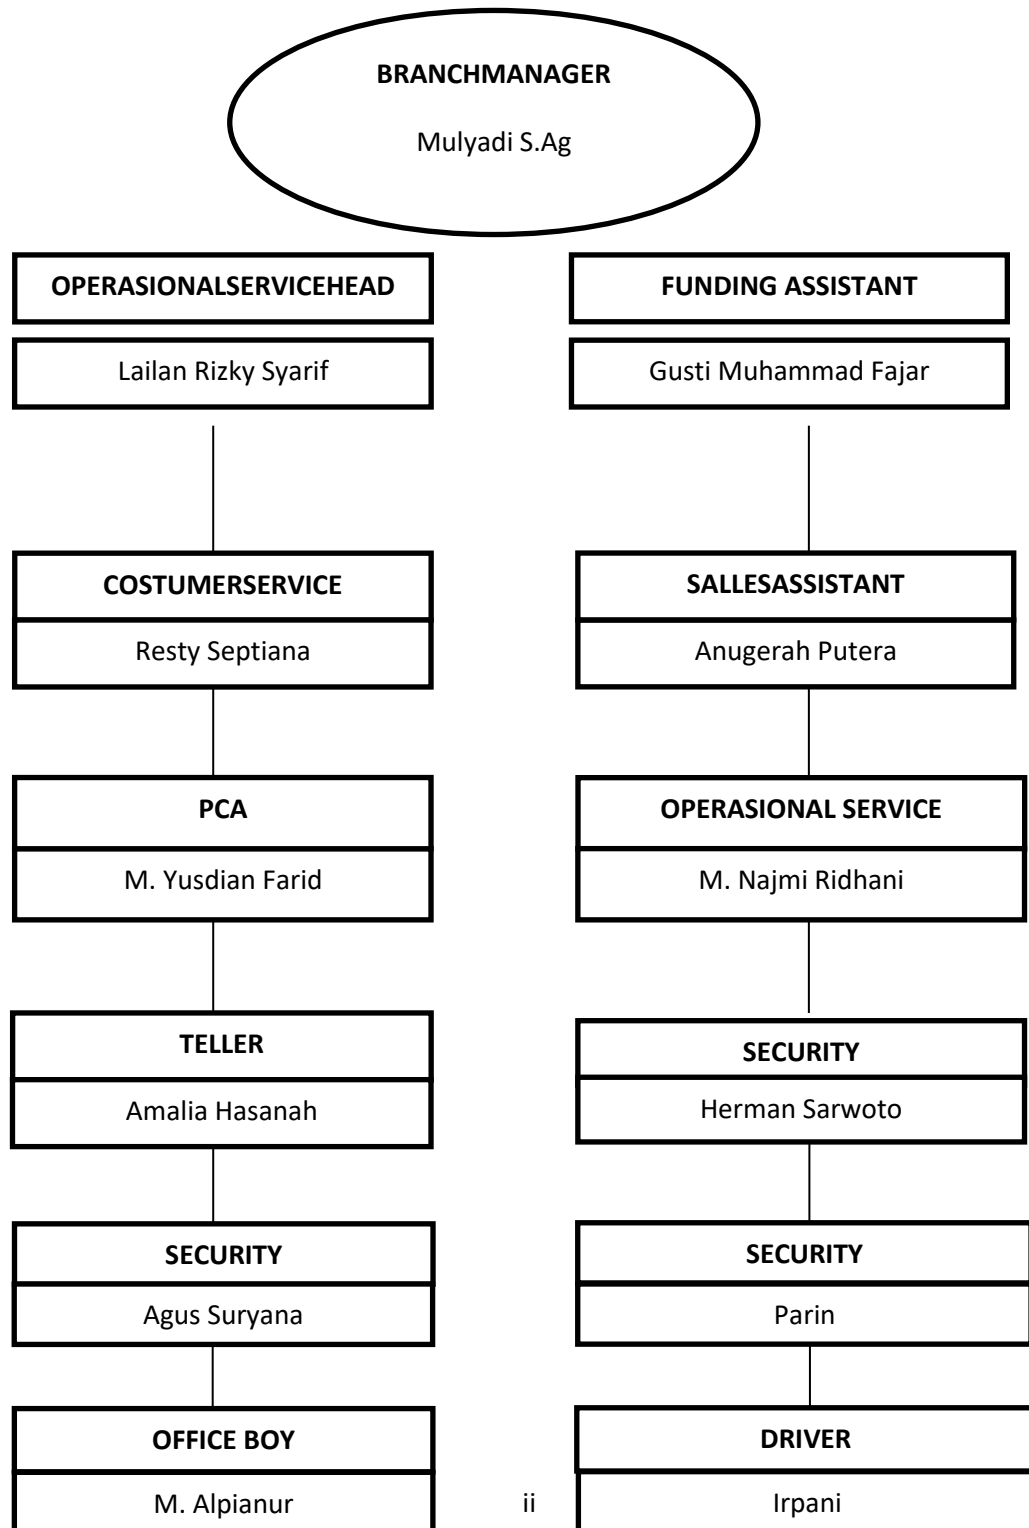 BRANCHMANAGER
Mulyadi S.Ag
OPERASIONALSERVICEHEAD
Lailan Rizky Syarif
FUNDING ASSISTANT
Gusti Muhammad Fajar
COSTUMERSERVICE
Resty Septiana
SALLESASSISTANT
Anugerah Putera
PCA
M. Yusdian Farid
OPERASIONAL SERVICE
M. Najmi Ridhani
TELLER
Amalia Hasanah
SECURITY
Herman Sarwoto
SECURITY
Agus Suryana
SECURITY
Parin
OFFICE BOY
M. Alpianur
DRIVER
Irpani
ii